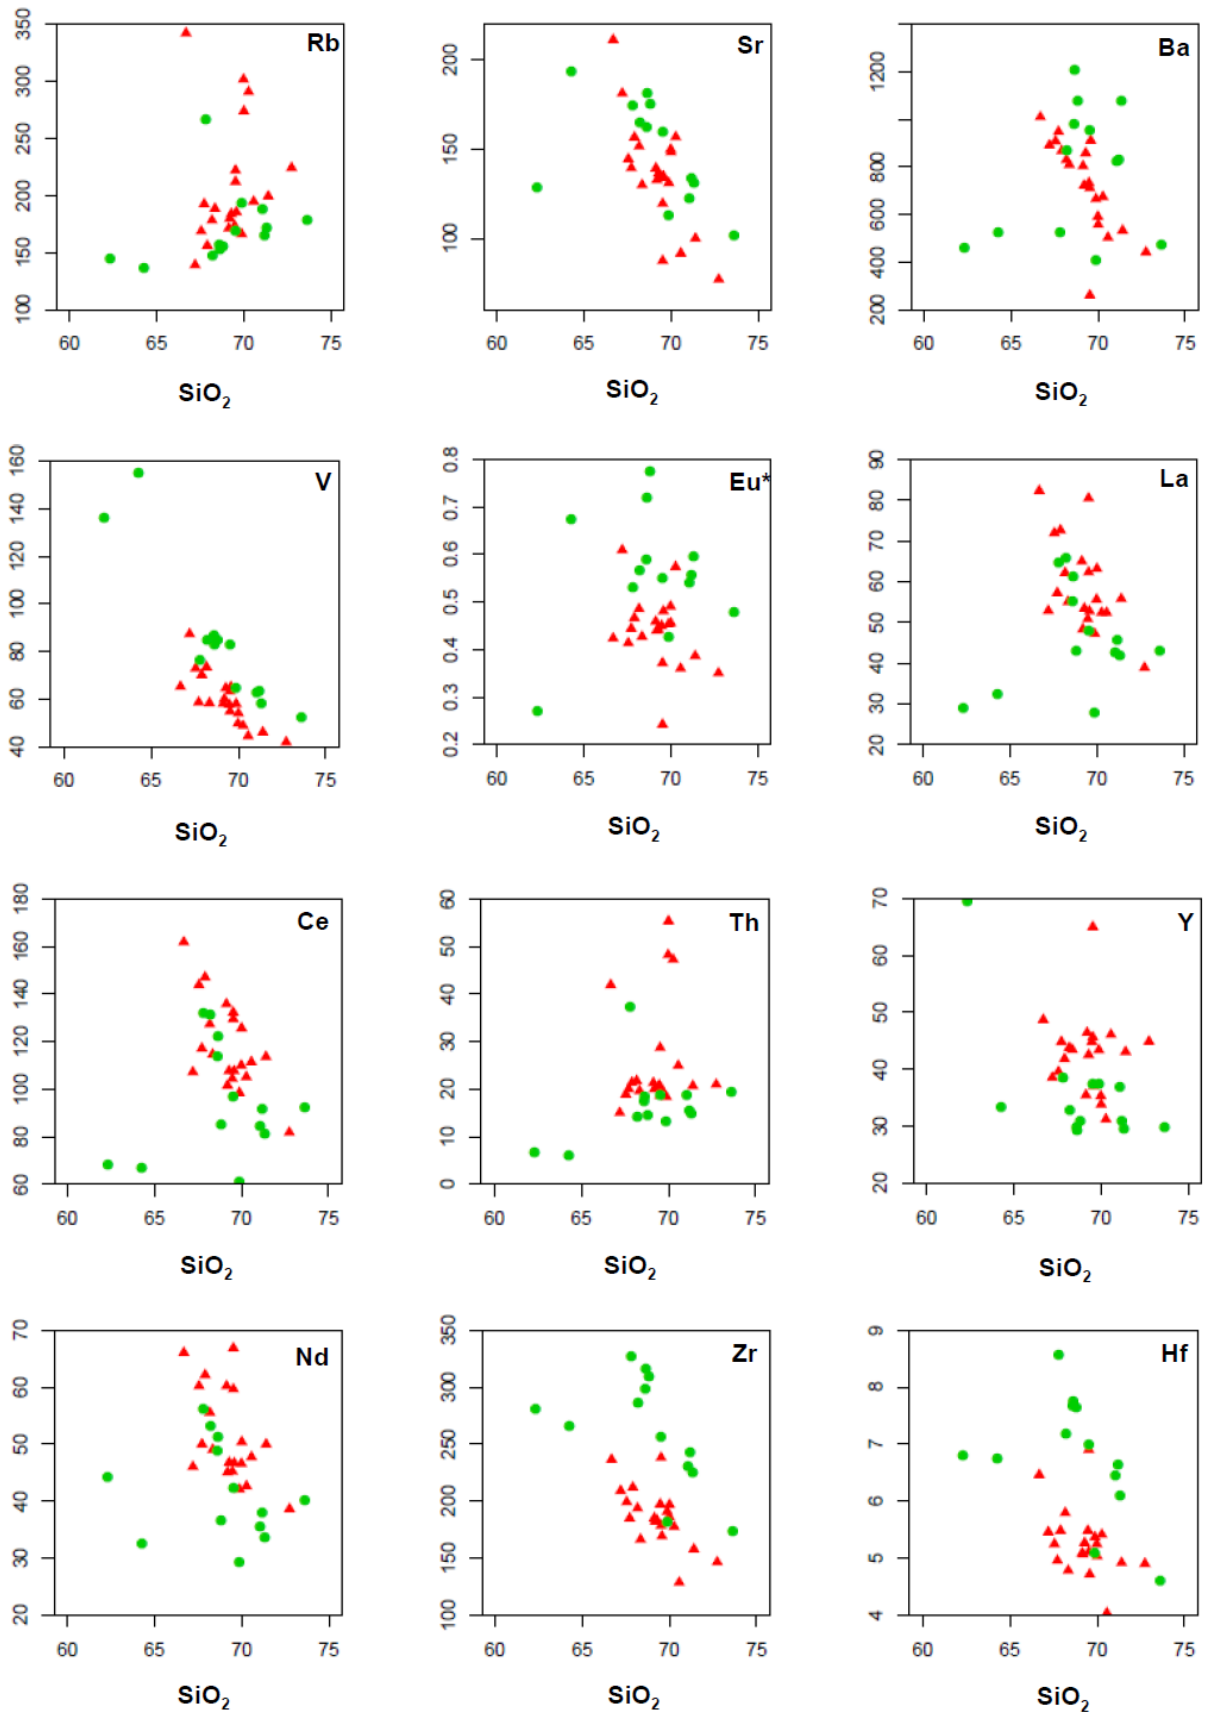 350 300 250 200 150 100
Rb
60 65 70 75
SiO2
200 150 100
Sr
60 65 70 75
SiO2
1200 800 600 400 200
Ba
60 65 70 75
SiO2
160 140 120 100 80 60 40
V
60 65 70 75
SiO2
0.8 0.7 0.6 0.5 0.4 0.3 0.2
Eu*
60 65 70 75
SiO2
90 80 70 60 50 40 30 20
La
60 65 70 75
SiO2
180 160 140 120 100 80 60
Ce
60 65 70 75
SiO2
60 50 40 30 20 10 0
Th
60 65 70 75
SiO2
70 60 50 40 30 20
Y
60 65 70 75
SiO2
70 60 50 40 30 20
Nd
60 65 70 75
SiO2
350 300 250 200 150 100
Zr
60 65 70 75
SiO2
9 8 7 6 5 4
Hf
60 65 70 75
SiO2